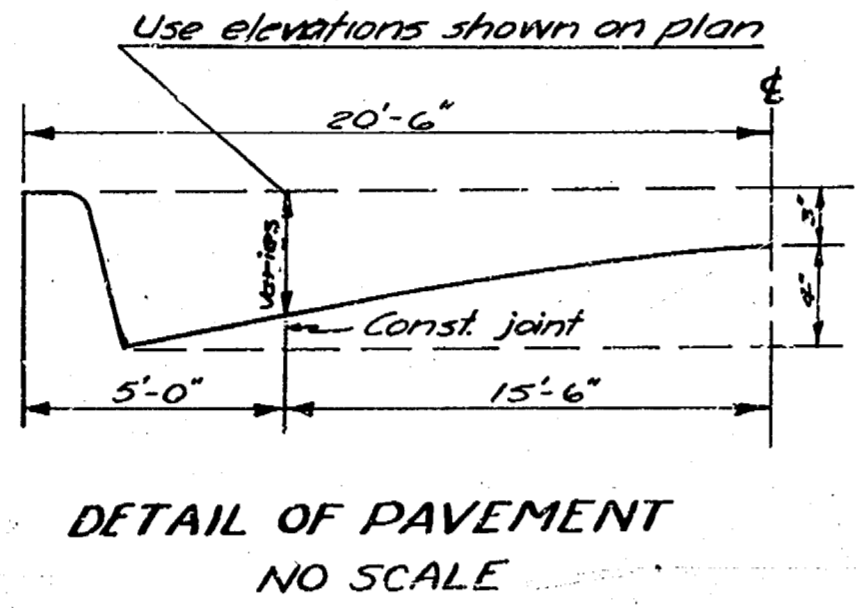 Use elevations shown on plan
℄
20'-6"
3"
varies
4"
Const. joint
5'-0"
15'-6"
DETAIL OF PAVEMENT
NO SCALE